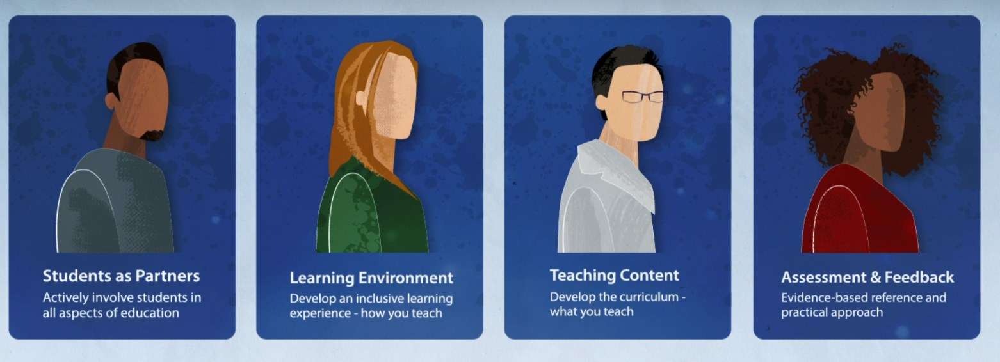 Students as Partners
Actively involve students in
all aspects of education
Learning Environment
Develop an inclusive learning
experience - how you teach
Teaching Content
Develop the curriculum -
what you teach
Assessment & Feedback
Evidence-based reference and
practical approach